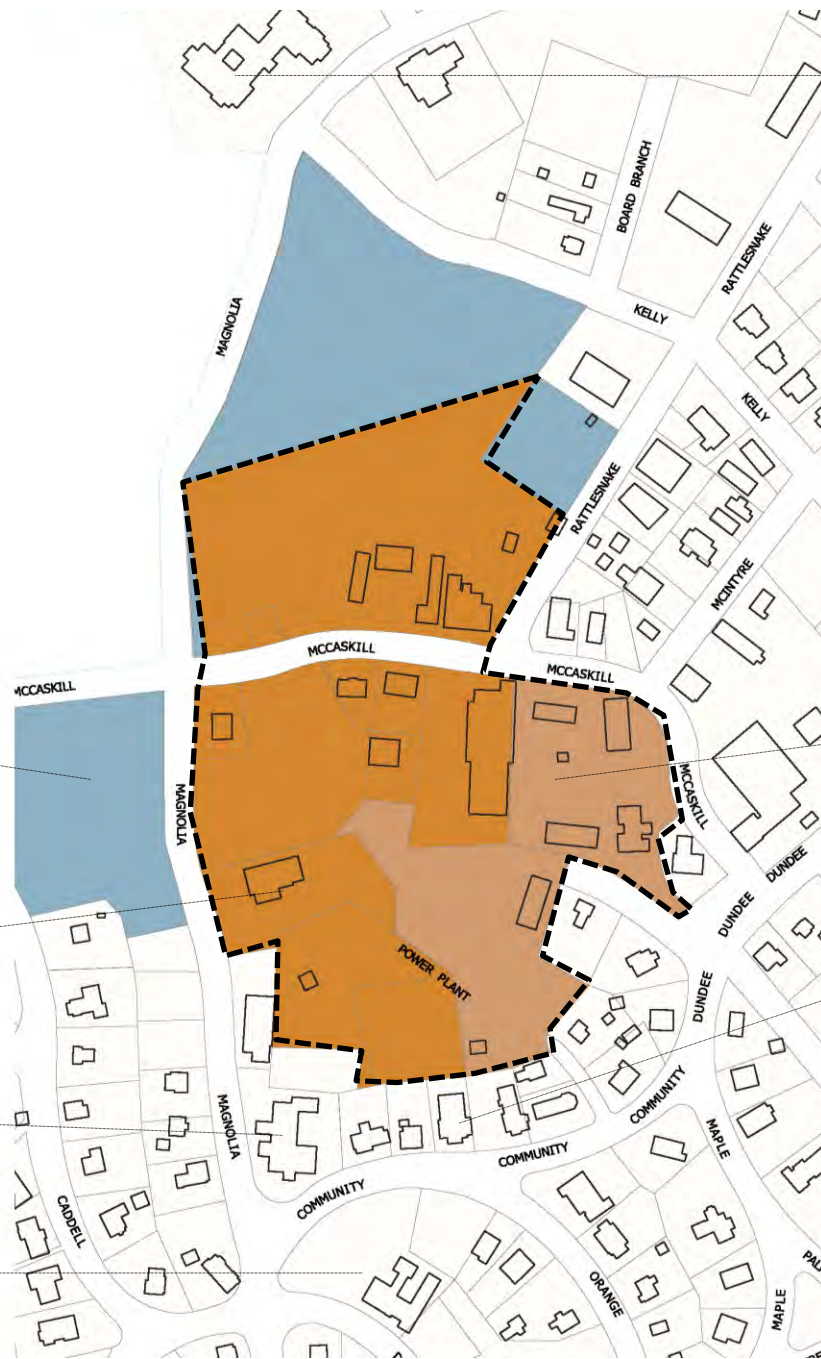 BOARD BRANCH
RATTLESNAKE
MAGNOLIA
KELLY
KELLY
RATTLESNAKE
MCINTYRE
MCCASKILL
MCCASKILL
MCCASKILL
MCCASKILL
MAGNOLIA
DUNDEE
DUNDEE
POWER PLANT
DUNDEE
COMMUNITY
MAGNOLIA
MAPLE
COMMUNITY
COMMUNITY
CADDELL
ORANGE
MAPLE